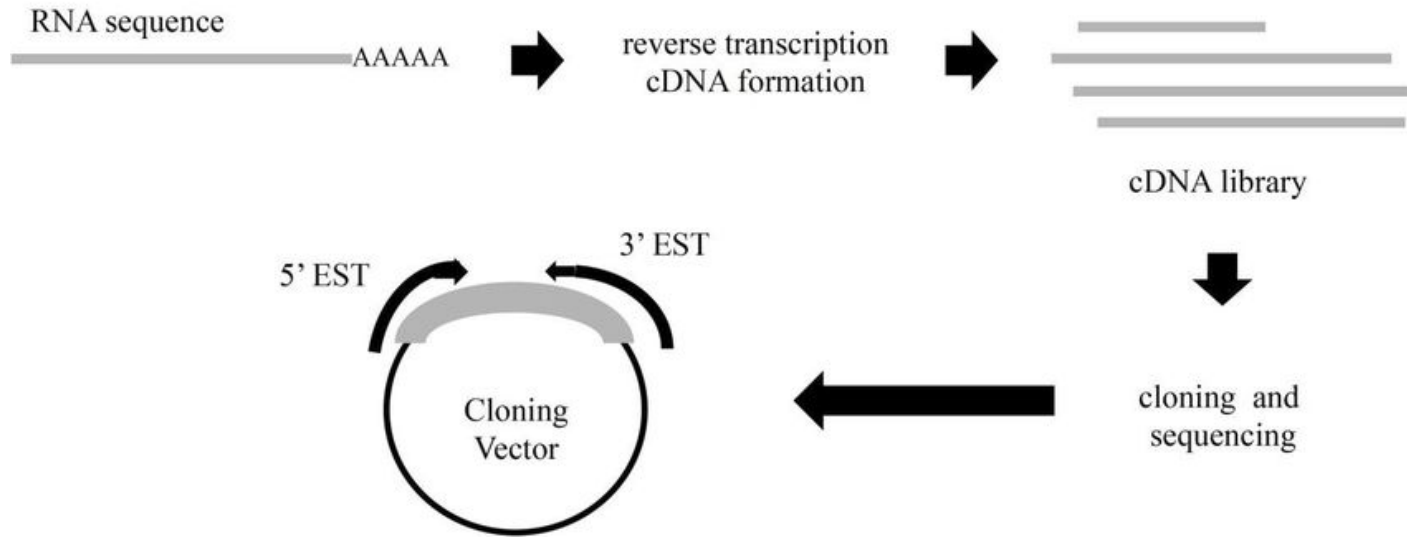 RNA sequence
AAAAA
reverse transcription
cDNA formation
cDNA library
cloning and
sequencing
5’ EST
3’ EST
Cloning
Vector